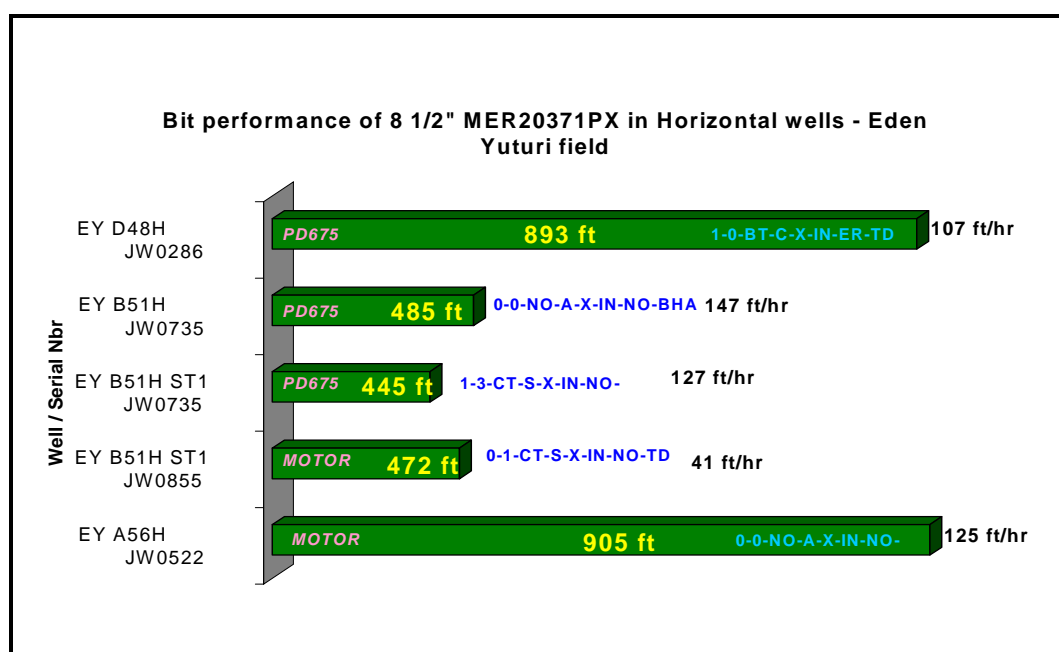 Bit performance of 8 1/2" MER20371PX in Horizontal wells - Eden
Yuturi field
Well / Serial Nbr
EY D48H
JW0286
PD675
893 ft
1-0-BT-C-X-IN-ER-TD
107 ft/hr
EY B51H
JW0735
PD675
485 ft
0-0-NO-A-X-IN-NO-BHA
147 ft/hr
EY B51H ST1
JW0735
PD675
445 ft
1-3-CT-S-X-IN-NO-
127 ft/hr
EY B51H ST1
JW0855
MOTOR
472 ft
0-1-CT-S-X-IN-NO-TD
41 ft/hr
EY A56H
JW0522
MOTOR
905 ft
0-0-NO-A-X-IN-NO-
125 ft/hr